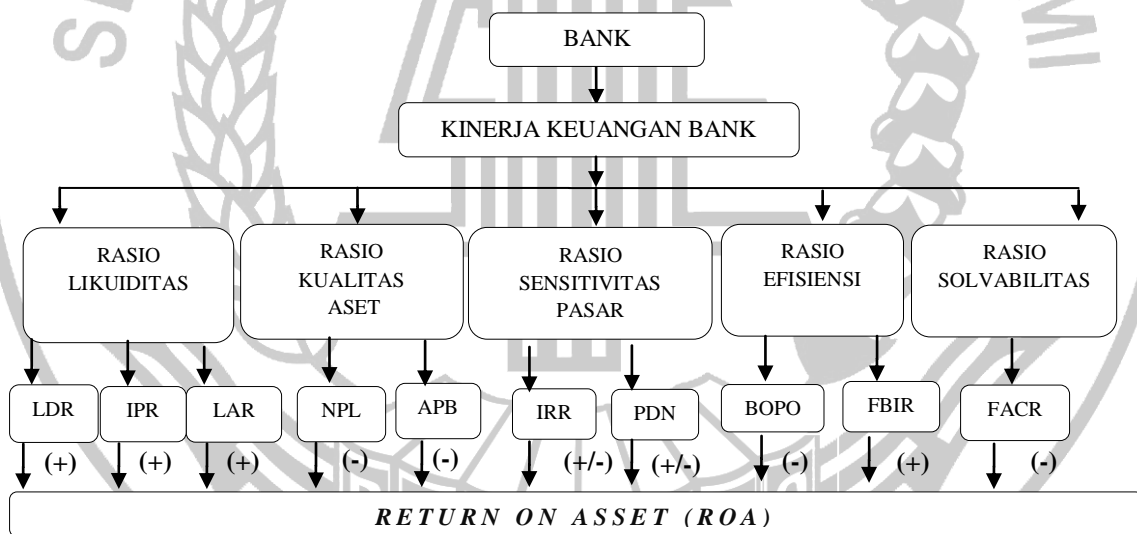 BANK
KINERJA KEUANGAN BANK
RASIO
LIKUIDITAS
RASIO
KUALITAS
ASET
RASIO
SENSITIVITAS
PASAR
RASIO
EFISIENSI
RASIO
SOLVABILITAS
LDR
IPR
LAR
NPL
APB
IRR
PDN
BOPO
FBIR
FACR
(+)
(+)
(+)
(-)
(-)
(+/-)
(+/-)
(-)
(+)
(-)
RETURN ON ASSET (ROA)